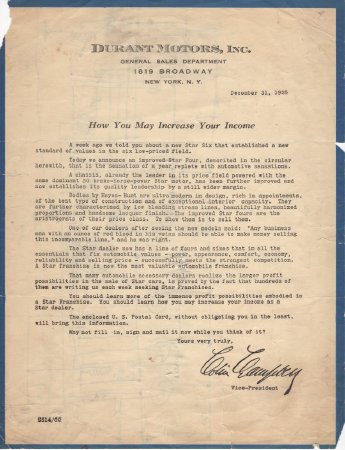 DURANT MOTORS, INC.
GENERAL SALES DEPARTMENT
1819 BROADWAY
NEW YORK, N. Y.
December 31, 1925
How You May Increase Your Income
A week ago we told you about a new Star Six that established a new
standard of values in the six low-priced field.
Today we announce an improved Star Four, described in the circular
herewith, that is the sensation of a year replete with automotive sensations.
A chassis, already the leader in its price field powered with the
same dominant 30 brake-horse-power Star motor, has been further improved and
now establishes its quality leadership by a still wider margin.
Bodies by Hayes-Hunt are ultra modern in design, rich in appointments,
of the best type of construction and of exceptional interior capacity. They
are further characterized by low blending stream lines, beautifully harmonized
proportions and handsome lacquer finish. The improved Star fours are the
aristocrats of their price class. To show them is to sell them.
One of our dealers after seeing the new models said: "Any business
man with an ounce of red blood in his veins should be able to make money selling
this incomparable line," and he was right.
The Star dealer now has a line of fours and sixes that in all the
essentials that fix automobile values - power, appearance, comfort, economy,
reliability and selling price - successfully meets the strongest competition.
A Star franchise is now the most valuable automobile franchise.
That many automobile dealers realize the larger profit
possibilities in the sale of Star cars, is proved by the fact that hundreds of
them are writing us each week seeking Star Franchises.
You should learn more of the immense profit possibilities embodied in
a Star Franchise. You should learn how you may increase your income as a
Star dealer.
The enclosed U. S. Postal Card, without obligating you in the least,
will bring this information.
Why not fill in, sign and mail it now while you think of it?
Yours very truly,
Colin Campbell
Vice-President
2514/66